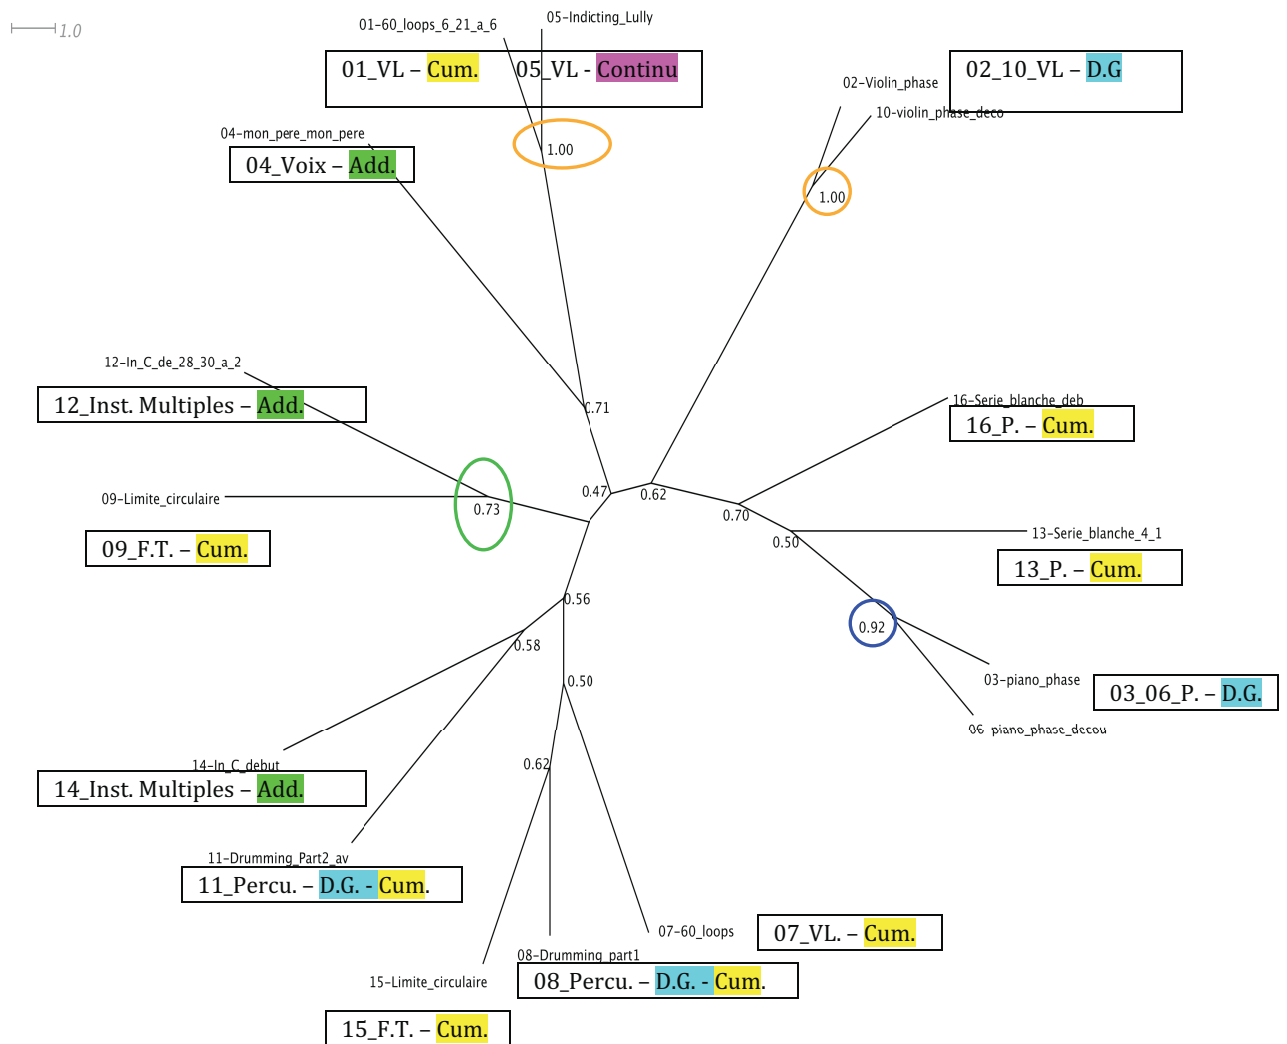 1.0
01-60_loops_6_21_a_6
05-Indicting_Lully
01_VL – Cum. 05_VL - Continu
1.00
02-Violin_phase
10-violin_phase_deco
02_10_VL – D.G
1.00
04-mon_pere_mon_pere
04_Voix – Add.
12-In_C_de_28_30_a_2
12_Inst. Multiples – Add.
0.71
16-Serie_blanche_deb
16_P. – Cum.
09-Limite_circulaire
0.73
0.47
0.62
0.70
09_F.T. – Cum.
0.50
13-Serie_blanche_4_1
13_P. – Cum.
0.56
0.58
0.92
0.50
03-piano_phase
03_06_P. – D.G.
06_piano_phase_decou
14-In_C_debut
14_Inst. Multiples – Add.
0.62
11-Drumming_Part2_av
11_Percu. – D.G. - Cum.
07-60_loops
07_VL. – Cum.
08-Drumming_part1
08_Percu. – D.G. - Cum.
15-Limite_circulaire
15_F.T. – Cum.